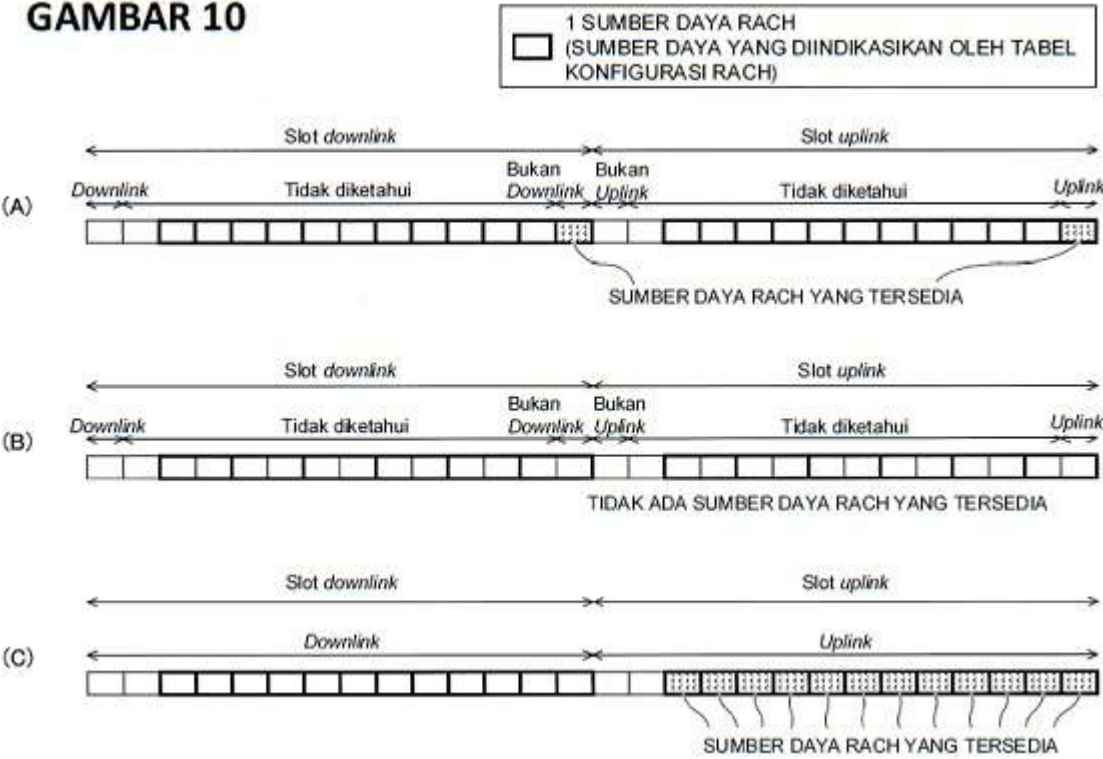 GAMBAR 10
1 SUMBER DAYA RACH
(SUMBER DAYA YANG DIINDIKASIKAN OLEH TABEL
KONFIGURASI RACH)
Slot downlink
Slot uplink
(A)
Downlink
Tidak diketahui
Bukan
Downlink
Bukan
Uplink
Tidak diketahui
Uplink
SUMBER DAYA RACH YANG TERSEDIA
Slot downlink
Slot uplink
(B)
Downlink
Tidak diketahui
Bukan
Downlink
Bukan
Uplink
Tidak diketahui
Uplink
TIDAK ADA SUMBER DAYA RACH YANG TERSEDIA
Slot downlink
Slot uplink
(C)
Downlink
Uplink
SUMBER DAYA RACH YANG TERSEDIA